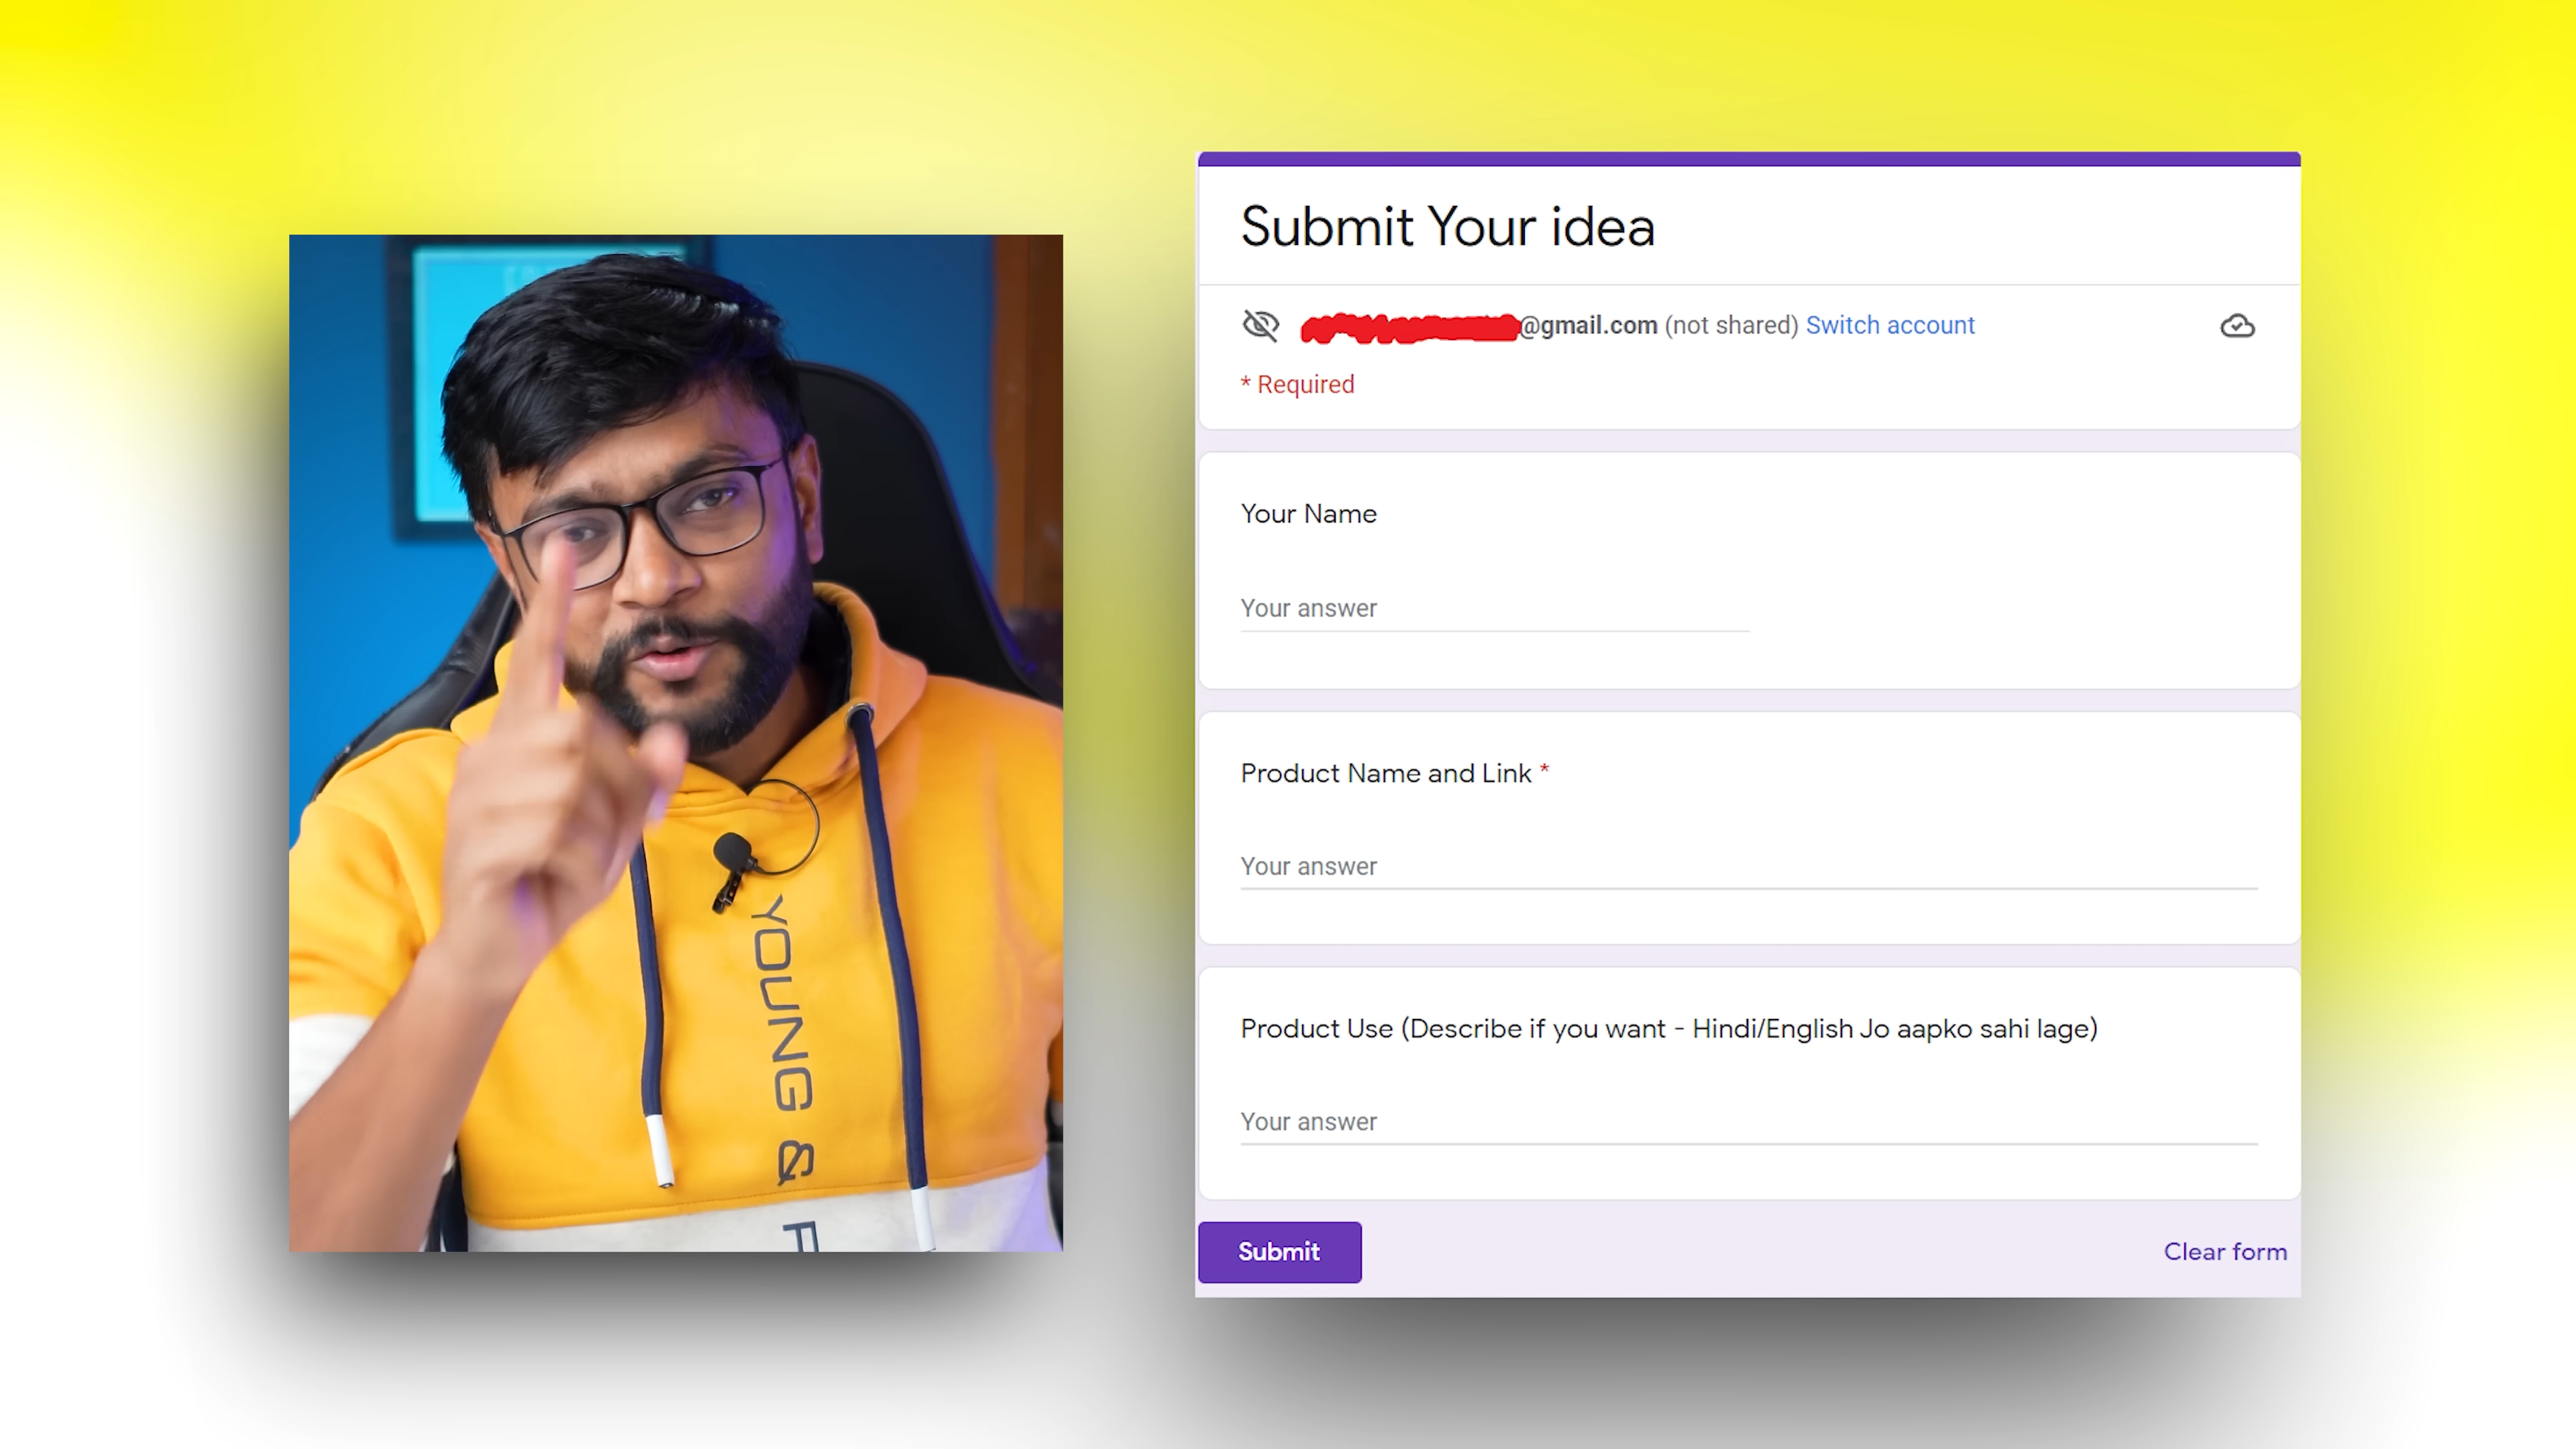 Submit Your idea
@gmail.com (not shared) Switch account
* Required
Your Name
Your answer
Product Name and Link *
Your answer
Product Use (Describe if you want - Hindi/English Jo aapko sahi lage)
Your answer
Submit
Clear form
YOUNG & F